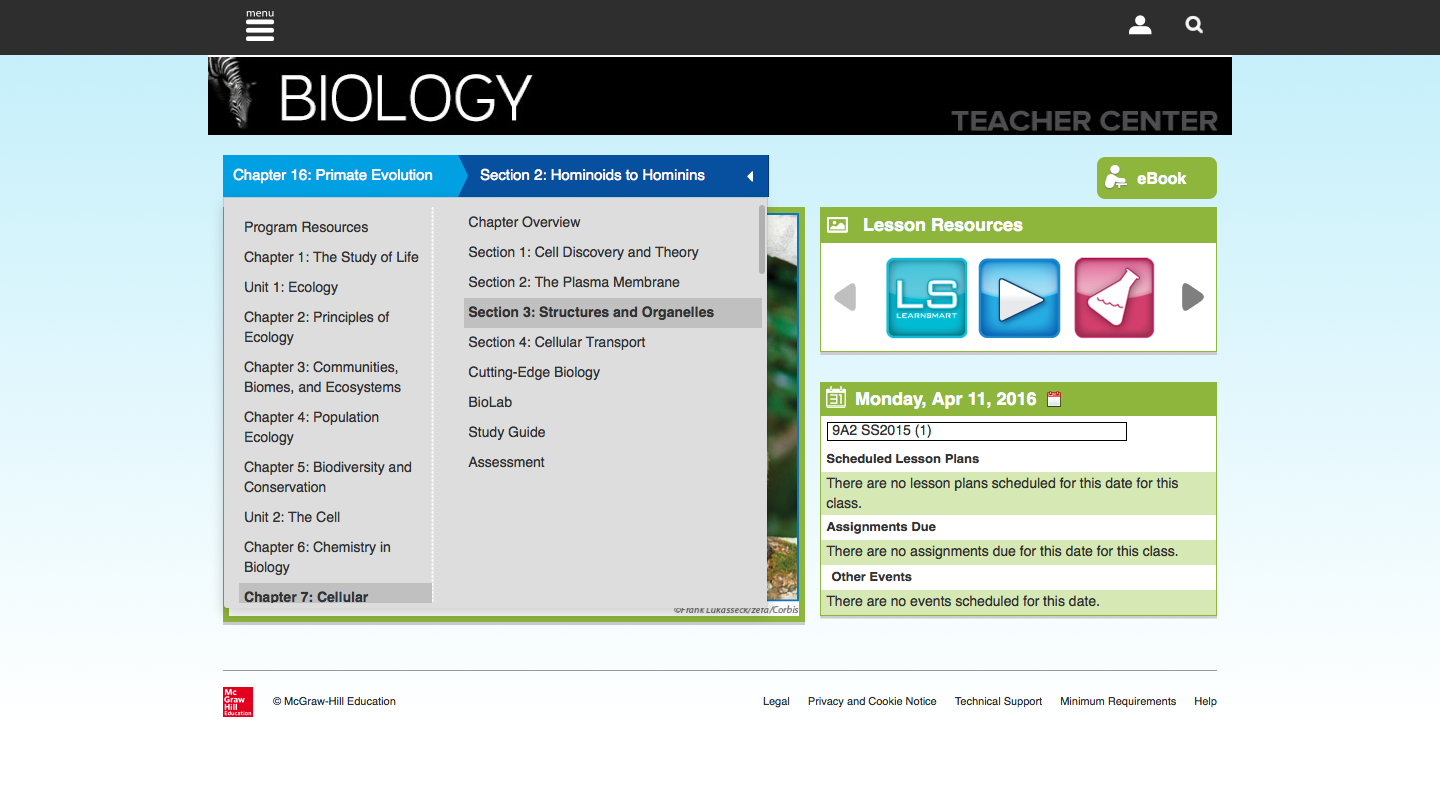 menu
BIOLOGY
TEACHER CENTER
Chapter 16: Primate Evolution
Section 2: Hominoids to Hominins
eBook
Program Resources
Chapter 1: The Study of Life
Unit 1: Ecology
Chapter 2: Principles of
Ecology
Chapter 3: Communities,
Biomes, and Ecosystems
Chapter 4: Population
Ecology
Chapter 5: Biodiversity and
Conservation
Unit 2: The Cell
Chapter 6: Chemistry in
Biology
Chapter 7: Cellular
Chapter Overview
Section 1: Cell Discovery and Theory
Section 2: The Plasma Membrane
Section 3: Structures and Organelles
Section 4: Cellular Transport
Cutting-Edge Biology
BioLab
Study Guide
Assessment
©Frank Lukasseck/zefa/Corbis
Lesson Resources
LS
LEARNSMART
31
Monday, Apr 11, 2016
9A2 SS2015 (1)
Scheduled Lesson Plans
There are no lesson plans scheduled for this date for this
class.
Assignments Due
There are no assignments due for this date for this class.
Other Events
There are no events scheduled for this date.
Mc
Graw
Hill
Education
© McGraw-Hill Education
Legal
Privacy and Cookie Notice
Technical Support
Minimum Requirements
Help